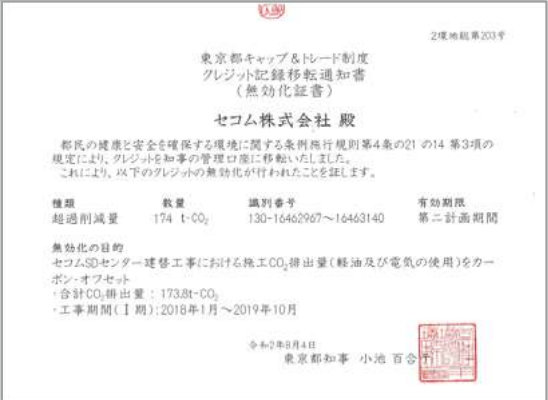 2環地総第203号
東京都キャップ&トレード制度
クレジット記録移転通知書
（無効化証書）
セコム株式会社 殿
都民の健康と安全を確保する環境に関する条例施行規則第4条の21の14 第3項の
規定により、クレジットを知事の管理口座に移転いたしました。
これにより、以下のクレジットの無効化が行われたことを証します。
種類 数量 識別番号 有効期限
超過削減量 174 t-CO₂ 130-16462967～16463140 第二計画期間
無効化の目的
セコムSDセンター建替工事における施工CO₂排出量（軽油及び電気の使用）をカー
ボン・オフセット
・合計CO₂排出量：173.8t-CO₂
・工事期間（Ⅰ期）：2018年1月～2019年10月
令和2年8月4日
東京都知事 小池 百合子